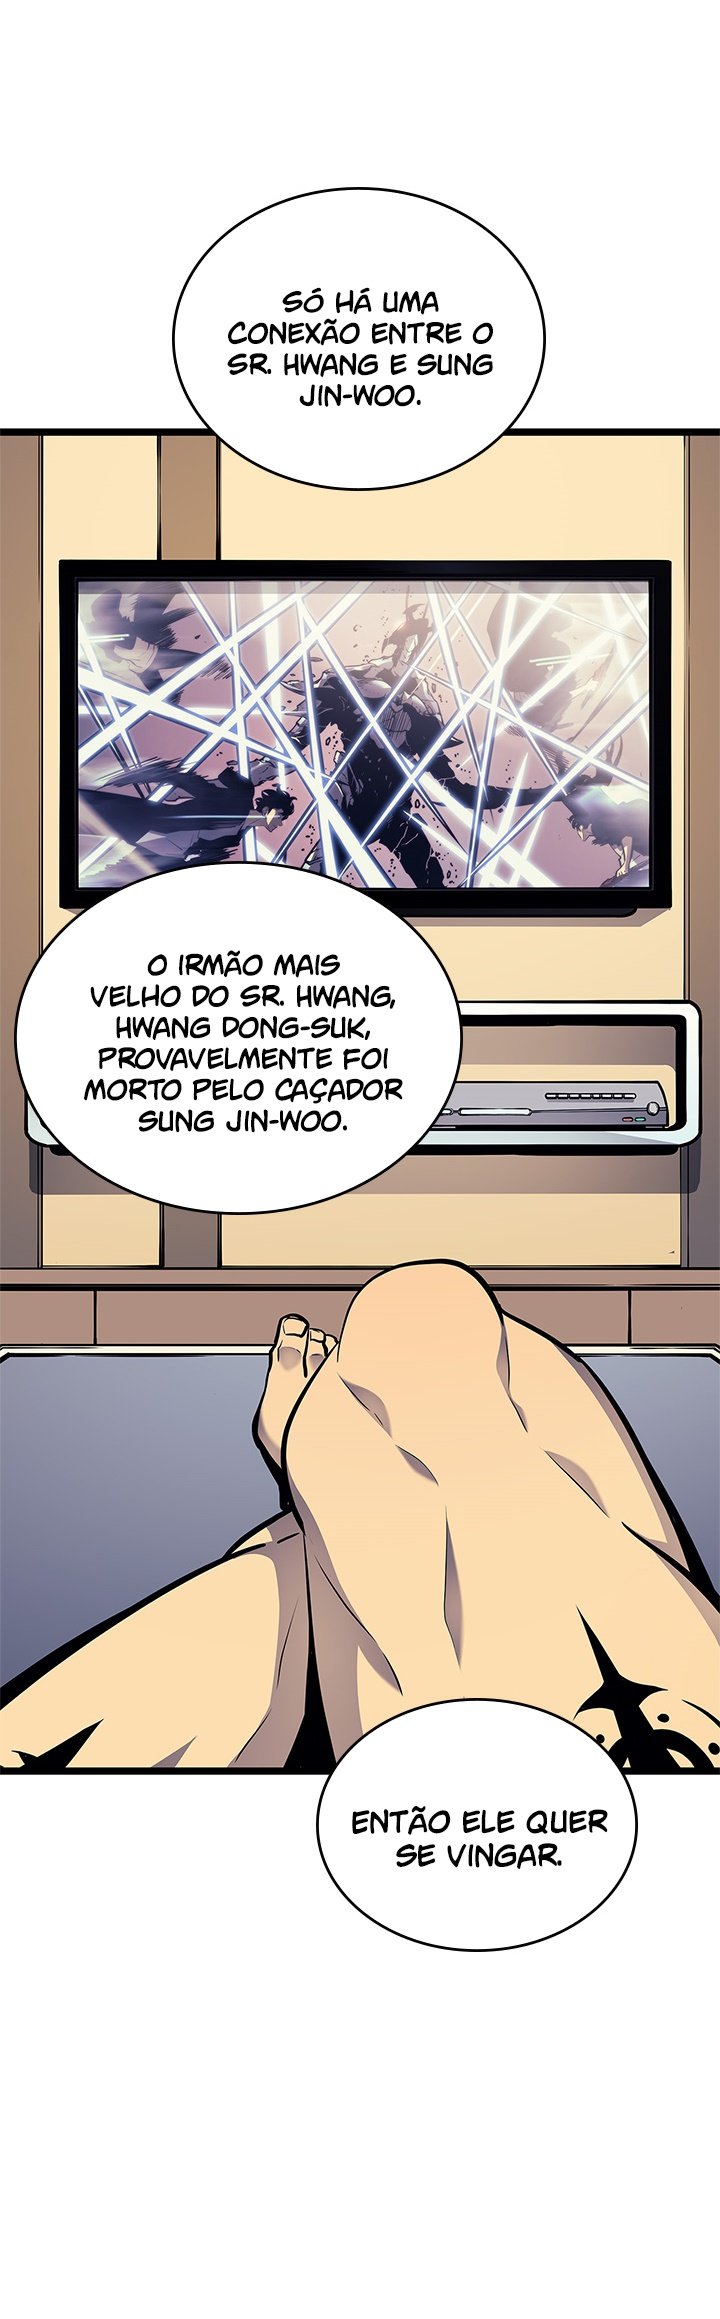 SÓ HÁ UMA
CONEXÃO ENTRE O
SR. HWANG E SUNG
JIN-WOO.
O IRMÃO MAIS
VELHO DO SR. HWANG,
HWANG DONG-SUK,
PROVAVELMENTE FOI
MORTO PELO CAÇADOR
SUNG JIN-WOO.
ENTÃO ELE QUER
SE VINGAR.